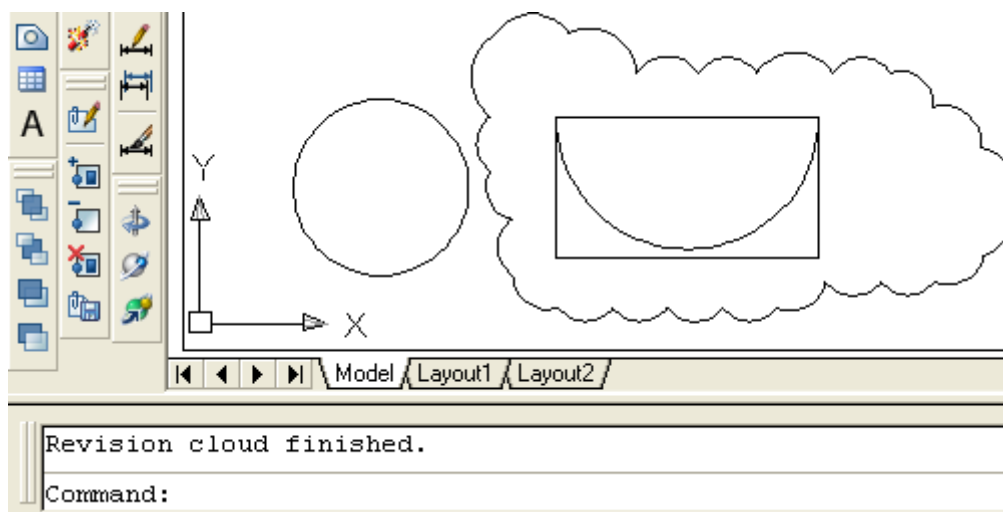 A
Y
X
Model Layout1 Layout2
Revision cloud finished.
Command: